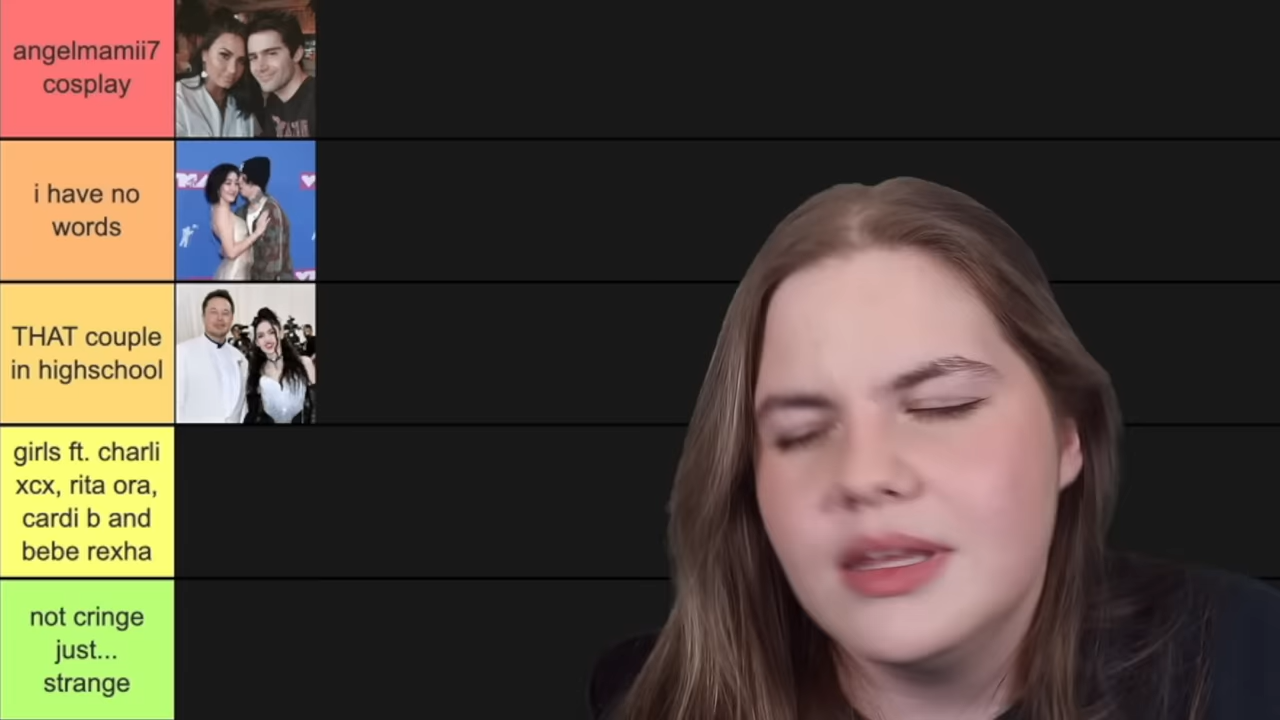 angelmamii7
cosplay
i have no
words
THAT couple
in highschool
girls ft. charli
xcx, rita ora,
cardi b and
bebe rexha
not cringe
just...
strange